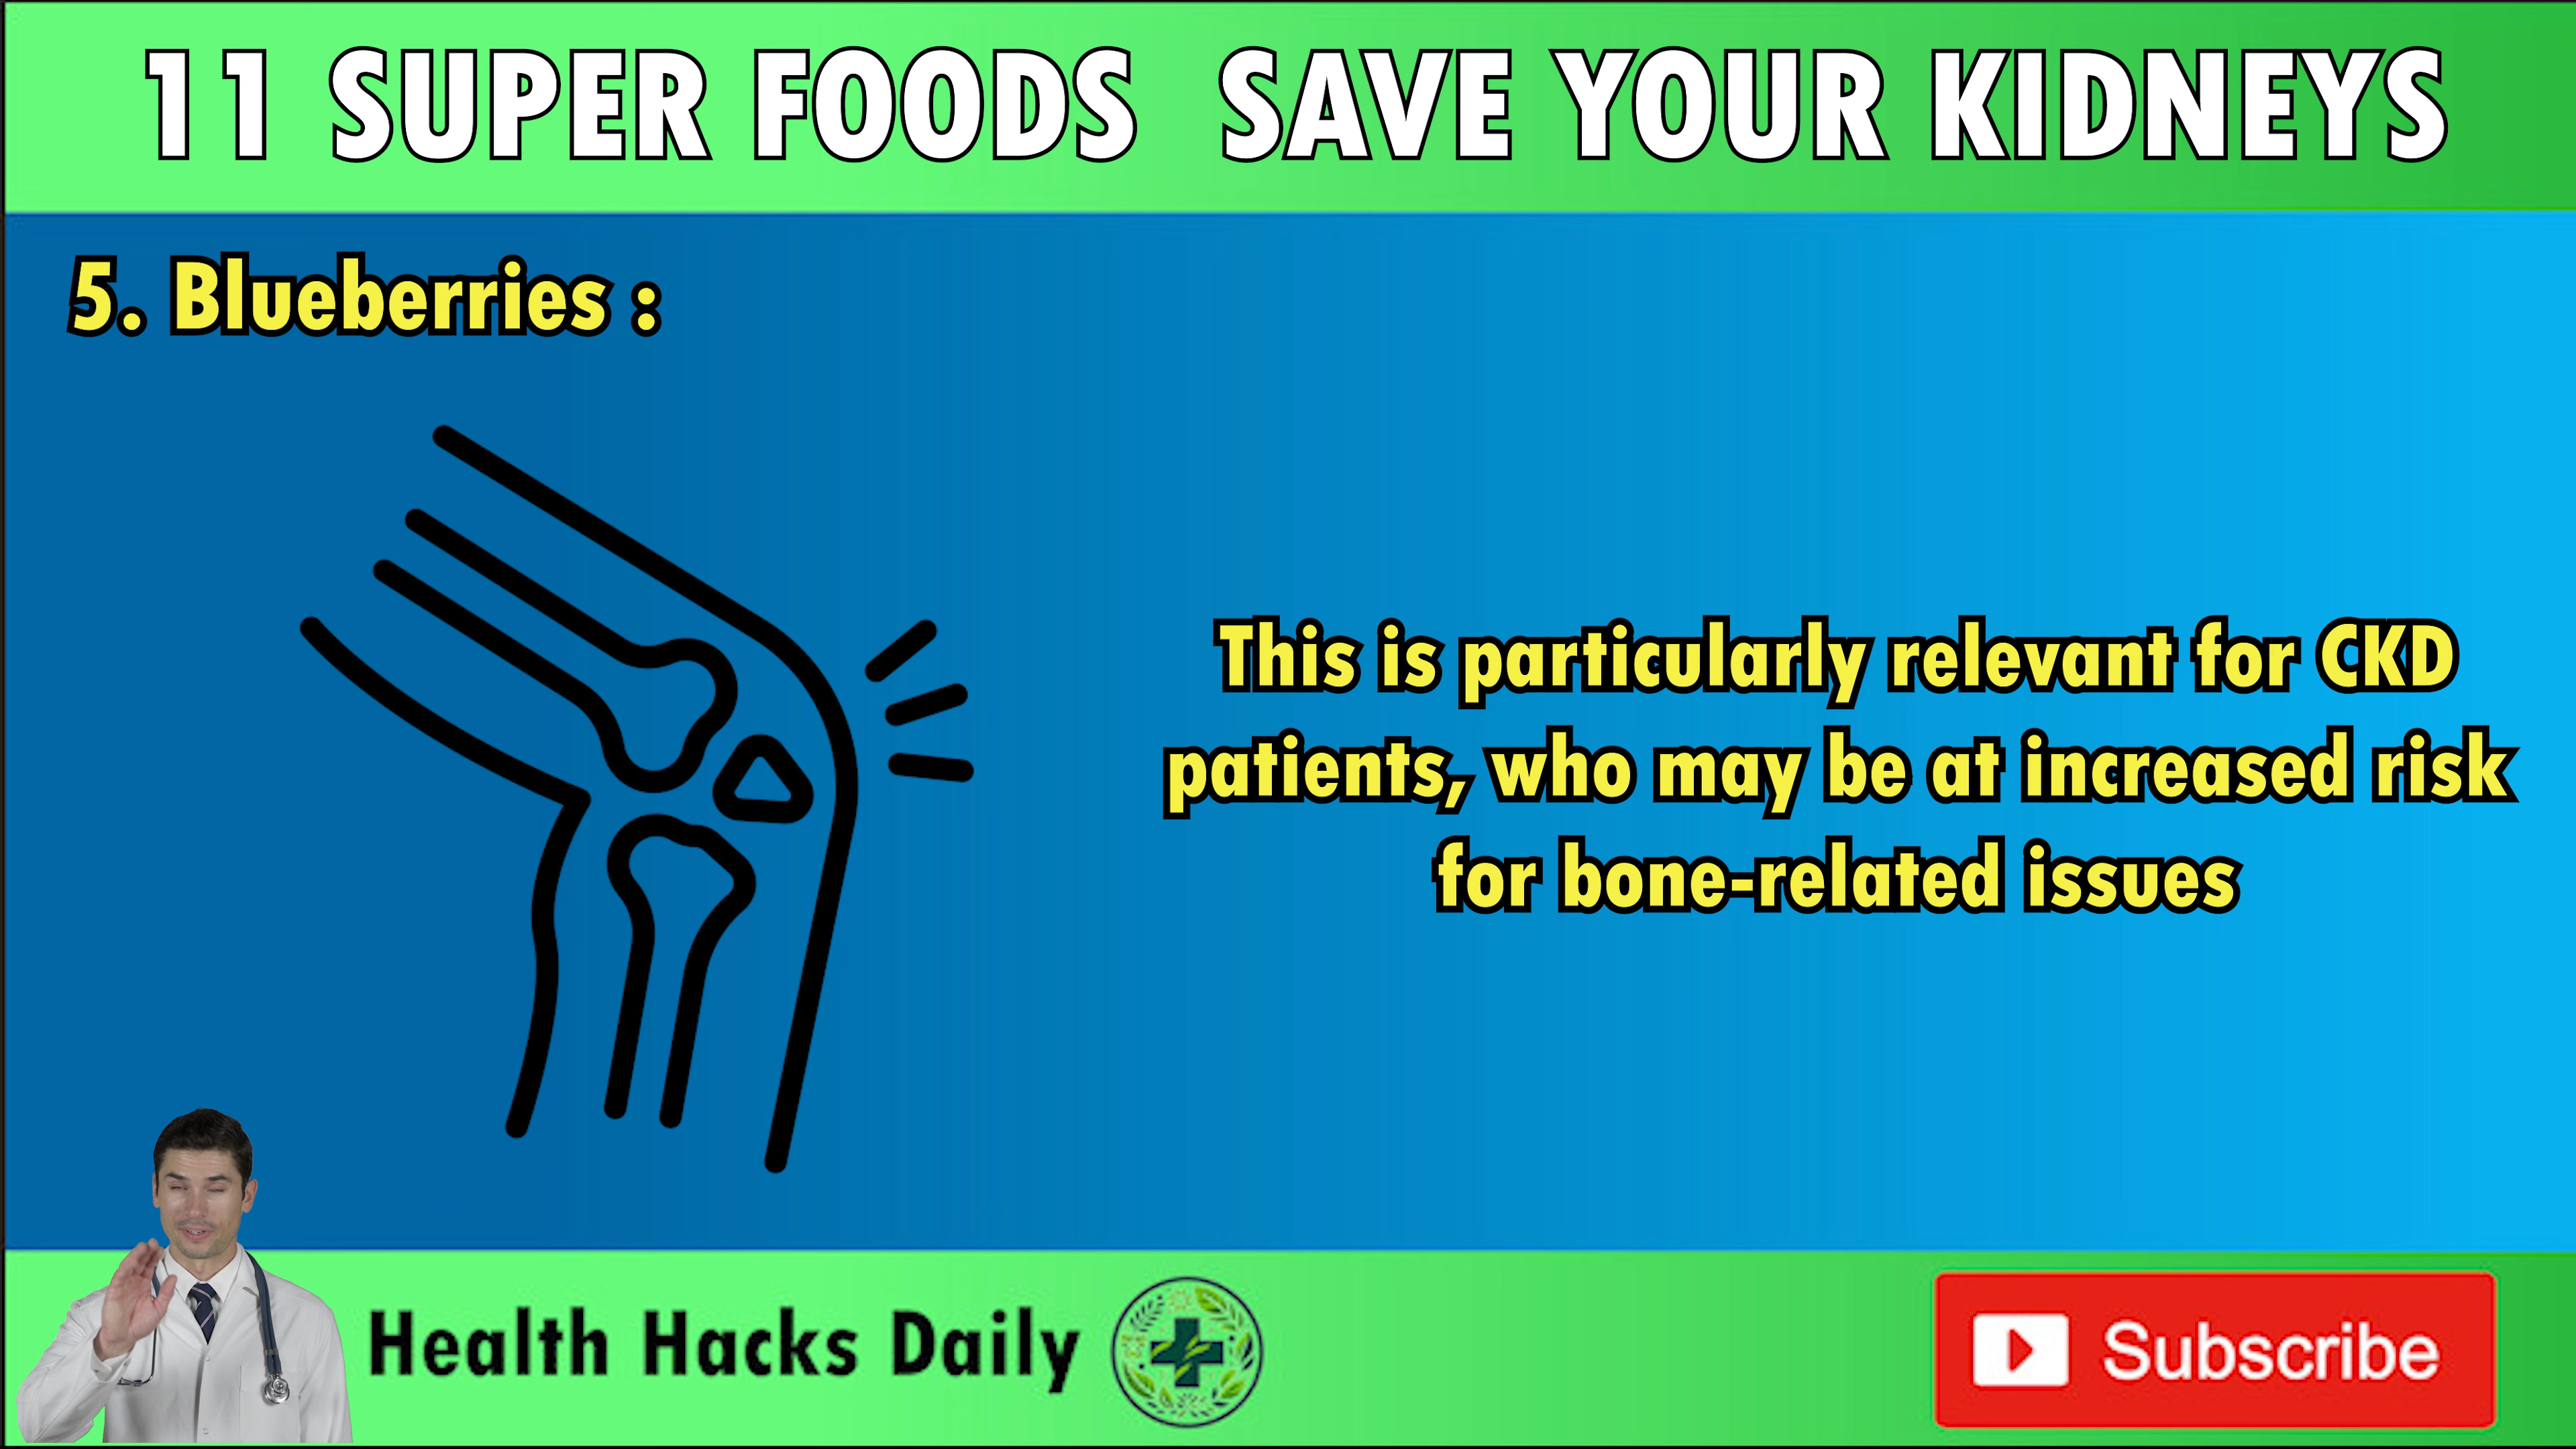 11 SUPER FOODS SAVE YOUR KIDNEYS
5. Blueberries :
This is particularly relevant for CKD
patients, who may be at increased risk
for bone-related issues
Health Hacks Daily
Subscribe